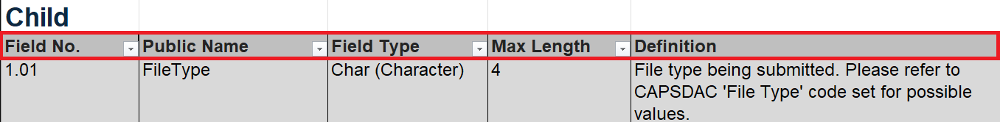 Child
Field No. Public Name Field Type Max Length Definition
1.01 FileType Char (Character) 4 File type being submitted. Please refer to
CAPSDAC 'File Type' code set for possible
values.